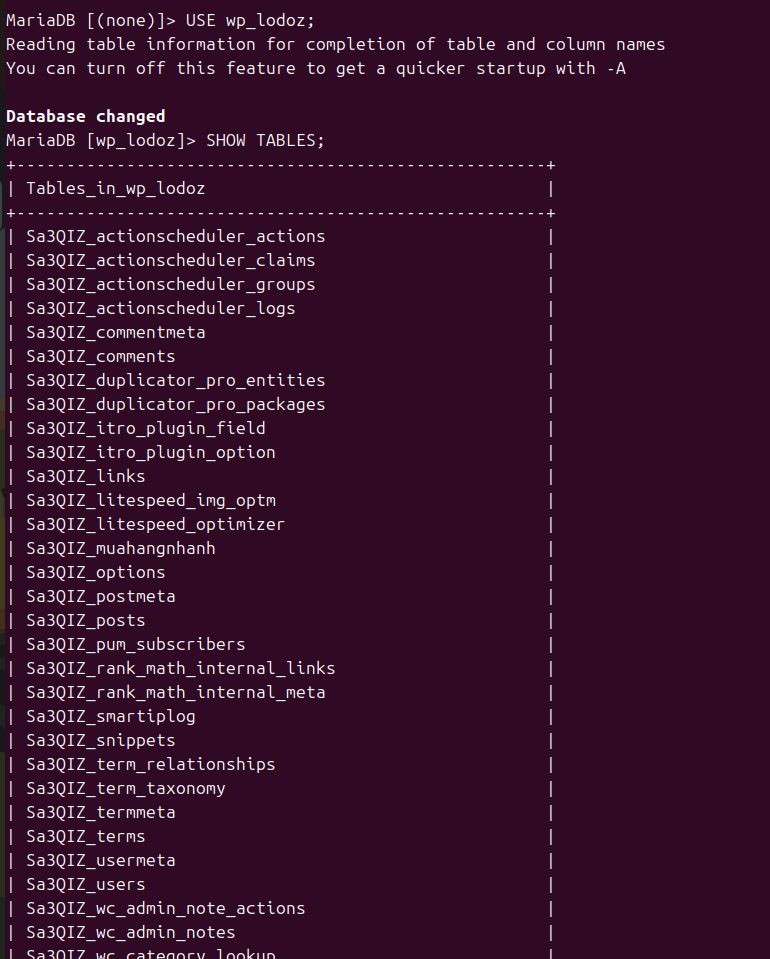 MariaDB [(none)]> USE wp_lodoz;
Reading table information for completion of table and column names
You can turn off this feature to get a quicker startup with -A
Database changed
MariaDB [wp_lodoz]> SHOW TABLES;
+-----------------------------------------------------+
| Tables_in_wp_lodoz |
+-----------------------------------------------------+
| Sa3QIZ_actionscheduler_actions |
| Sa3QIZ_actionscheduler_claims |
| Sa3QIZ_actionscheduler_groups |
| Sa3QIZ_actionscheduler_logs |
| Sa3QIZ_commentmeta |
| Sa3QIZ_comments |
| Sa3QIZ_duplicator_pro_entities |
| Sa3QIZ_duplicator_pro_packages |
| Sa3QIZ_itro_plugin_field |
| Sa3QIZ_itro_plugin_option |
| Sa3QIZ_links |
| Sa3QIZ_litespeed_img_optm |
| Sa3QIZ_litespeed_optimizer |
| Sa3QIZ_muahangnhanh |
| Sa3QIZ_options |
| Sa3QIZ_postmeta |
| Sa3QIZ_posts |
| Sa3QIZ_pum_subscribers |
| Sa3QIZ_rank_math_internal_links |
| Sa3QIZ_rank_math_internal_meta |
| Sa3QIZ_smartiplog |
| Sa3QIZ_snippets |
| Sa3QIZ_term_relationships |
| Sa3QIZ_term_taxonomy |
| Sa3QIZ_termmeta |
| Sa3QIZ_terms |
| Sa3QIZ_usermeta |
| Sa3QIZ_users |
| Sa3QIZ_wc_admin_note_actions |
| Sa3QIZ_wc_admin_notes |
| Sa3QIZ_wc_category_lookup |